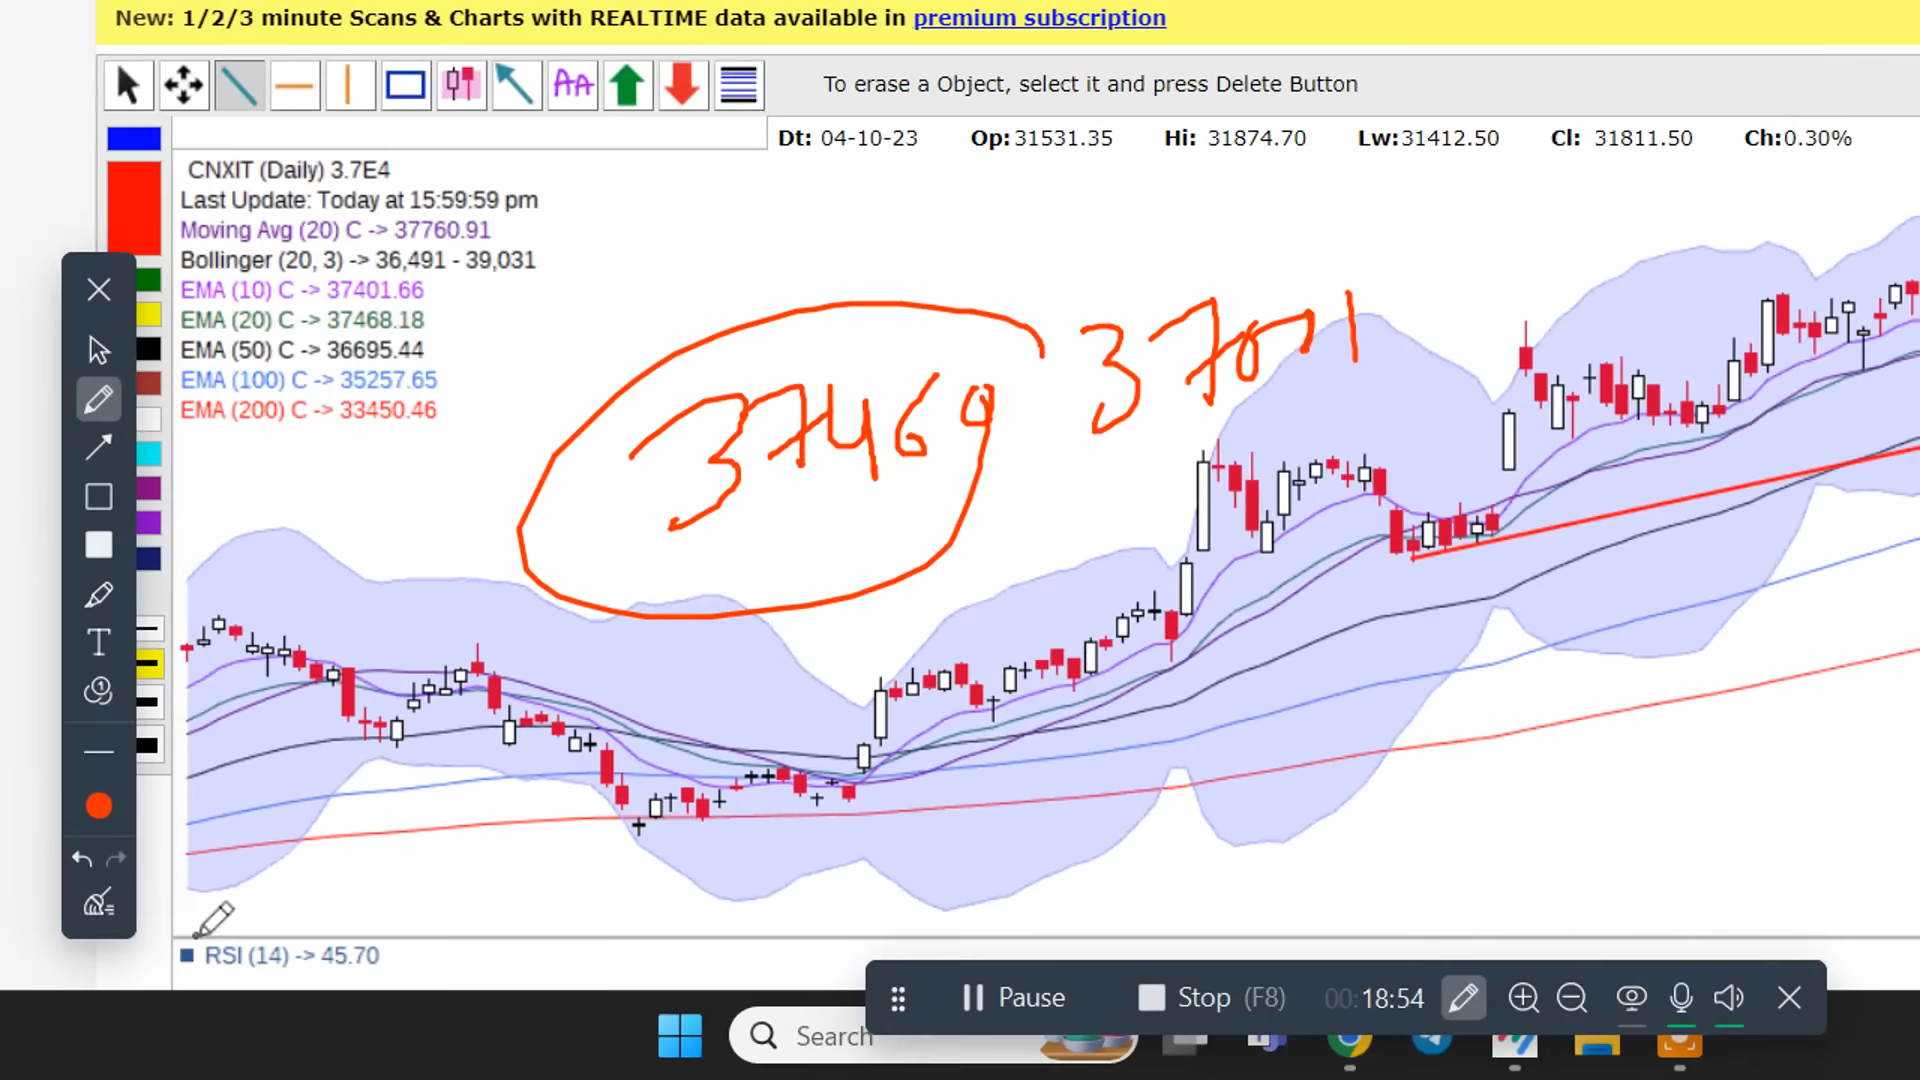 New: 1/2/3 minute Scans & Charts with REALTIME data available in premium subscription
AA
To erase a Object, select it and press Delete Button
Dt: 04-10-23 Op:31531.35 Hi: 31874.70 Lw:31412.50 Cl: 31811.50 Ch:0.30%
CNXIT (Daily) 3.7E4
Last Update: Today at 15:59:59 pm
Moving Avg (20) C -> 37760.91
Bollinger (20, 3) -> 36,491 - 39,031
EMA (10) C -> 37401.66
EMA (20) C -> 37468.18
EMA (50) C -> 36695.44
EMA (100) C -> 35257.65
EMA (200) C -> 33450.46
37469
T
RSI (14) -> 45.70
Pause Stop (F8) 00:18:54
Search